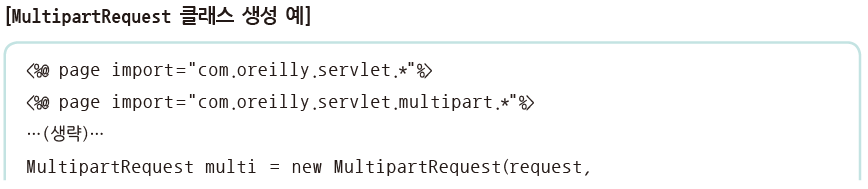 [MultipartRequest 클래스 생성 예]
<%@ page import="com.oreilly.servlet.*"%>
<%@ page import="com.oreilly.servlet.multipart.*"%>
…(생략)…
MultipartRequest multi = new MultipartRequest(request,